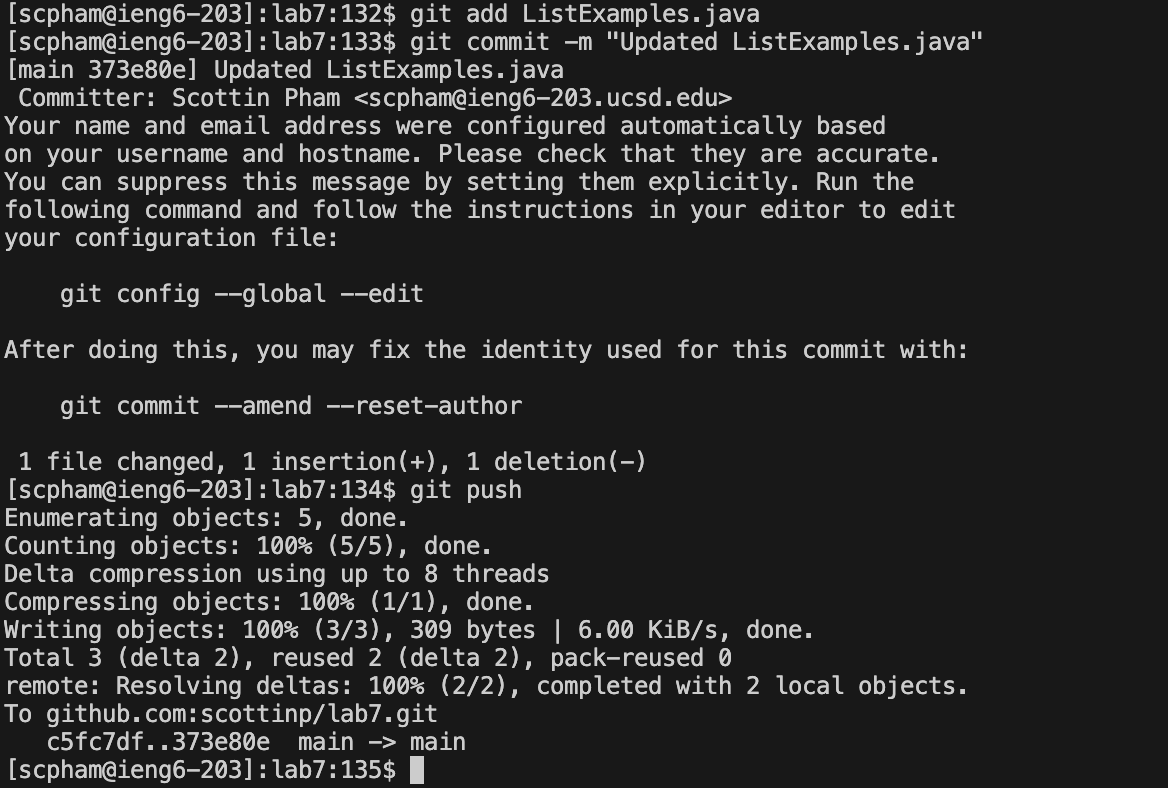 [scpham@ieng6-203]:lab7:132$ git add ListExamples.java
[scpham@ieng6-203]:lab7:133$ git commit -m "Updated ListExamples.java"
[main 373e80e] Updated ListExamples.java
 Committer: Scottin Pham <scpham@ieng6-203.ucsd.edu>
Your name and email address were configured automatically based
on your username and hostname. Please check that they are accurate.
You can suppress this message by setting them explicitly. Run the
following command and follow the instructions in your editor to edit
your configuration file:

    git config --global --edit

After doing this, you may fix the identity used for this commit with:

    git commit --amend --reset-author

 1 file changed, 1 insertion(+), 1 deletion(-)
[scpham@ieng6-203]:lab7:134$ git push
Enumerating objects: 5, done.
Counting objects: 100% (5/5), done.
Delta compression using up to 8 threads
Compressing objects: 100% (1/1), done.
Writing objects: 100% (3/3), 309 bytes | 6.00 KiB/s, done.
Total 3 (delta 2), reused 2 (delta 2), pack-reused 0
remote: Resolving deltas: 100% (2/2), completed with 2 local objects.
To github.com:scottinp/lab7.git
   c5fc7df..373e80e  main -> main
[scpham@ieng6-203]:lab7:135$